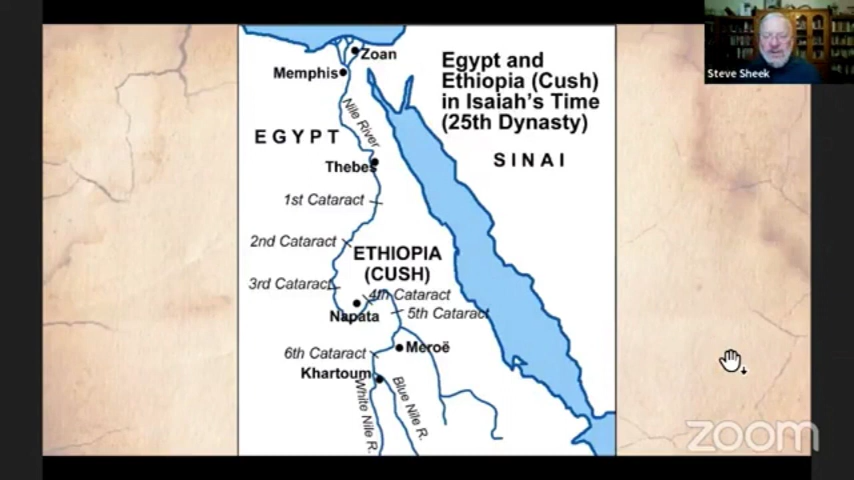 Zoan
Memphis
Egypt and
Ethiopia (Cush)
in Isaiah's Time
(25th Dynasty)
Steve Sheek
Nile River
EGYPT
SINAI
Thebes
1st Cataract
2nd Cataract
ETHIOPIA
(CUSH)
3rd Cataract
4th Cataract
Napata
5th Cataract
Meroë
6th Cataract
Khartoum
White Nile R.
Blue Nile R.
zoom